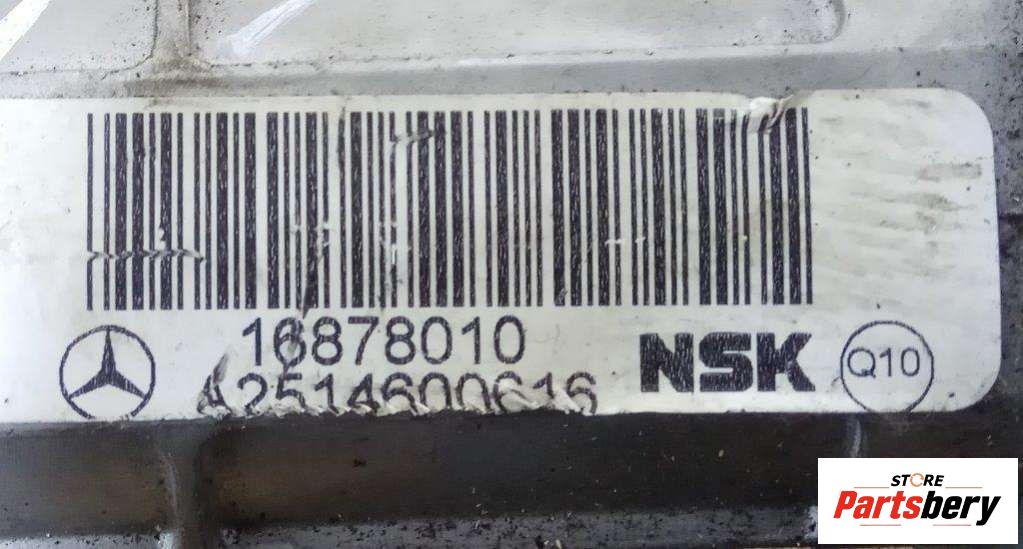 16878010
NSK
Q10
A2514600616
STORE
Partsbery